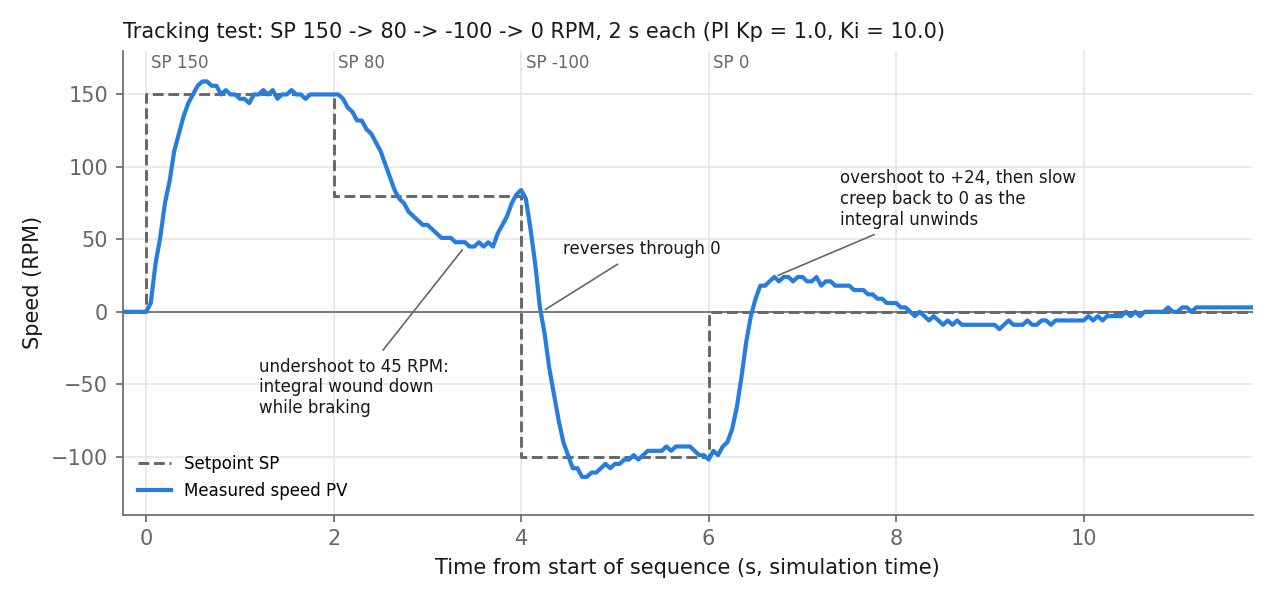 Tracking test: SP 150 -> 80 -> -100 -> 0 RPM, 2 s each (PI Kp = 1.0, Ki = 10.0)
SP 150
SP 80
SP -100
SP 0
150
100
50
0
−50
−100
Speed (RPM)
overshoot to +24, then slow
creep back to 0 as the
integral unwinds
reverses through 0
undershoot to 45 RPM:
integral wound down
while braking
Setpoint SP
Measured speed PV
0
2
4
6
8
10
Time from start of sequence (s, simulation time)